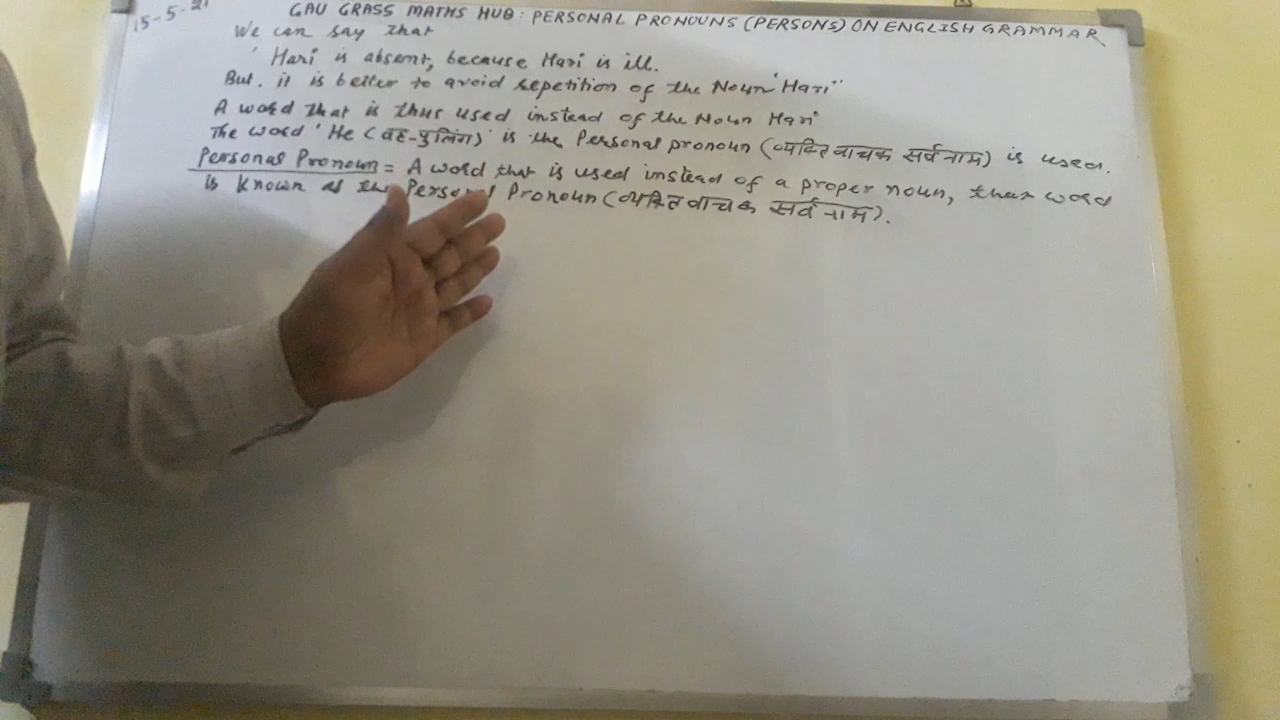 15-5-21
GAU GRASS MATHS HUB: PERSONAL PRONOUNS (PERSONS) ON ENGLISH GRAMMAR
We can say that
'Hari is absent, because Hari is ill.
But. it is better to avoid repetition of the Noun 'Hari''
A word that is thus used instead of the Noun Hari'
The word 'He (वह-पुलिंग)' is the Personal pronoun (व्यक्तिवाचक सर्वनाम) is used.
Personal Pronoun = A word that is used instead of a proper noun, that word
is known as the Personal Pronoun (व्यक्तिवाचक सर्वनाम).